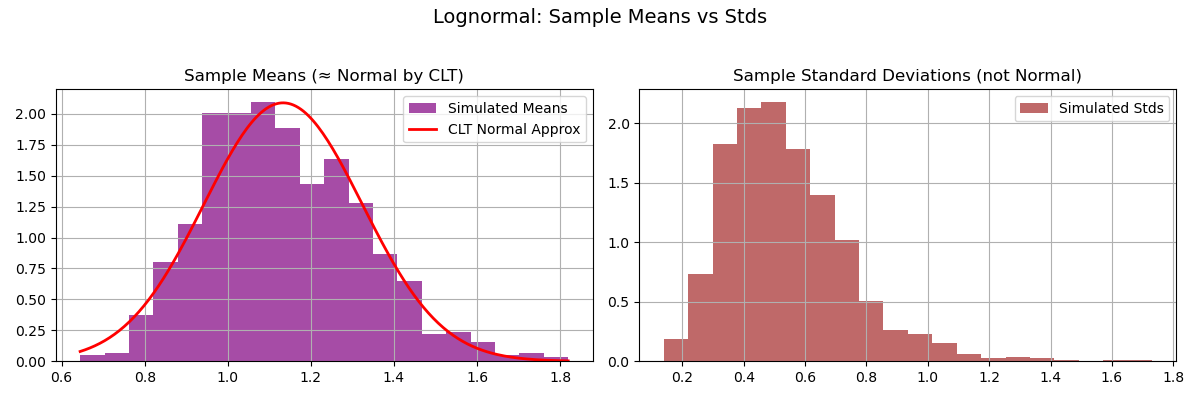 Lognormal: Sample Means vs Stds
Sample Means (≈ Normal by CLT)
Simulated Means
CLT Normal Approx
2.00
1.75
1.50
1.25
1.00
0.75
0.50
0.25
0.00
0.6 0.8 1.0 1.2 1.4 1.6 1.8
Sample Standard Deviations (not Normal)
Simulated Stds
2.0
1.5
1.0
0.5
0.0
0.2 0.4 0.6 0.8 1.0 1.2 1.4 1.6 1.8